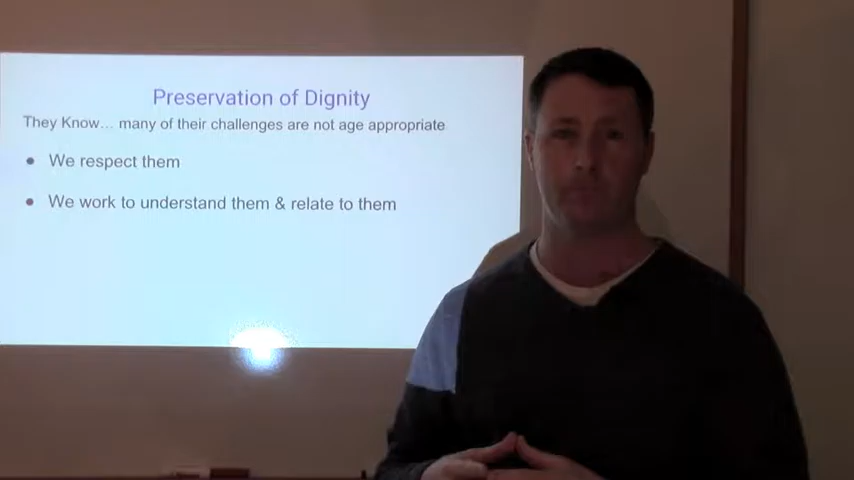 Preservation of Dignity
They Know... many of their challenges are not age appropriate
● We respect them
● We work to understand them & relate to them